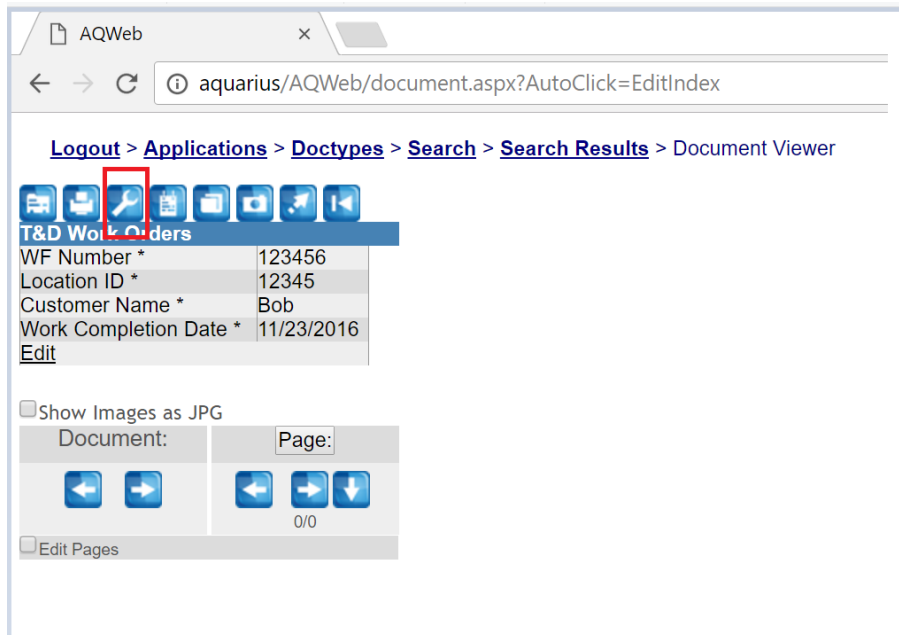 AQWeb
aquarius/AQWeb/document.aspx?AutoClick=EditIndex
Logout > Applications > Doctypes > Search > Search Results > Document Viewer
T&D Work Orders
WF Number * 123456
Location ID * 12345
Customer Name * Bob
Work Completion Date * 11/23/2016
Edit
Show Images as JPG
Document: Page:
0/0
Edit Pages